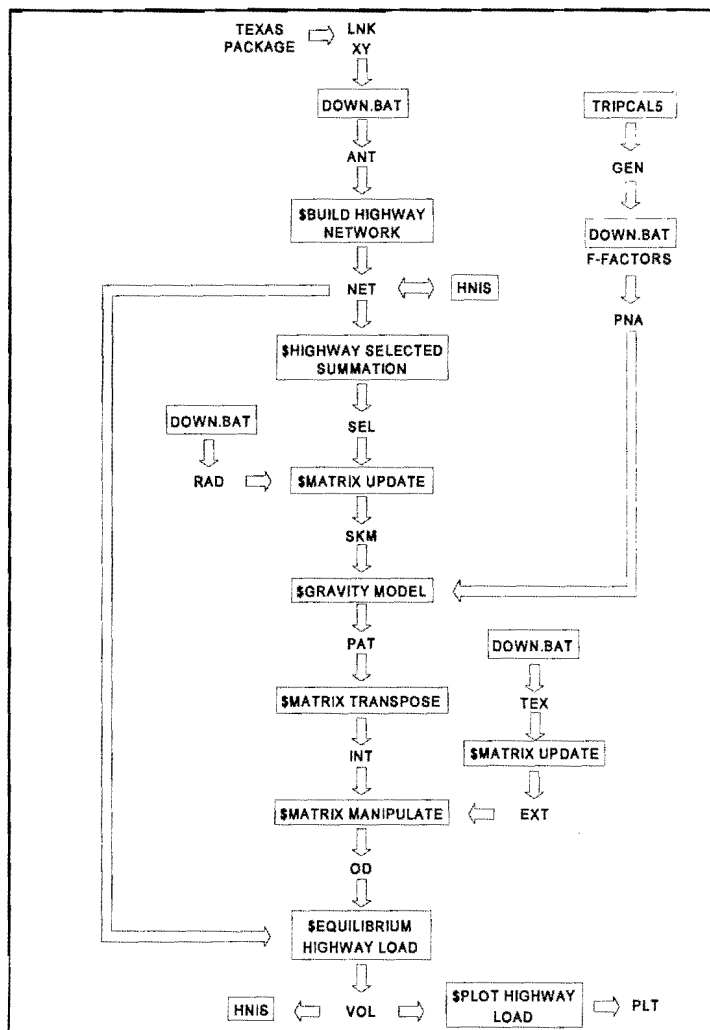 TEXAS PACKAGE
LNK
XY
DOWN.BAT
ANT
$BUILD HIGHWAY
NETWORK
NET
HNIS
$HIGHWAY SELECTED
SUMMATION
SEL
DOWN.BAT
RAD
$MATRIX UPDATE
SKM
$GRAVITY MODEL
PAT
$MATRIX TRANSPOSE
INT
$MATRIX MANIPULATE
OD
$EQUILIBRIUM
HIGHWAY LOAD
VOL
HNIS
$PLOT HIGHWAY
LOAD
PLT
TRIPCAL5
GEN
DOWN.BAT
F-FACTORS
PNA
DOWN.BAT
TEX
$MATRIX UPDATE
EXT